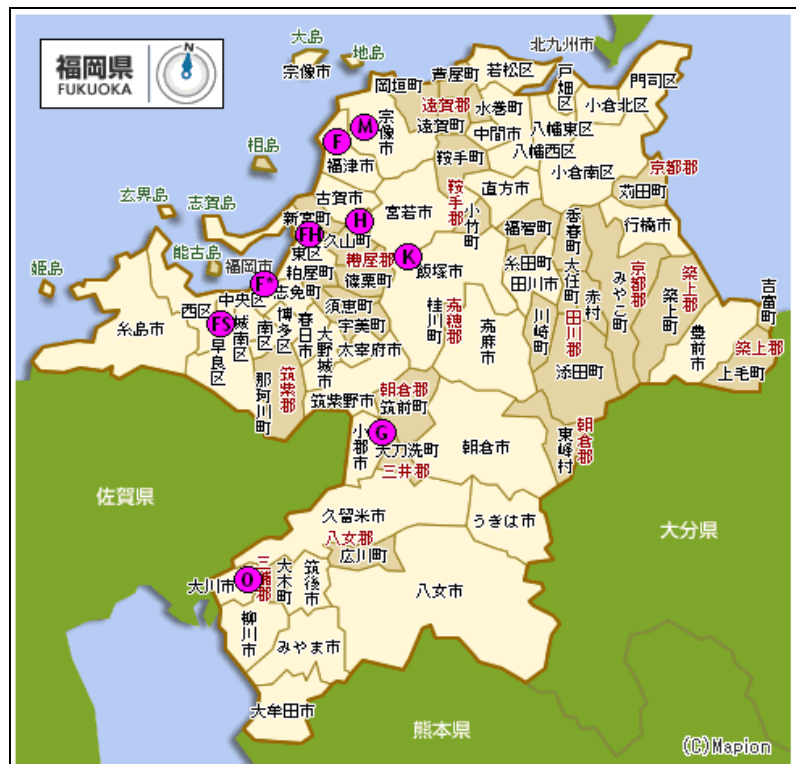 福岡県
FUKUOKA
N
大島
宗像市
地島
北九州市
岡垣町
芦屋町
若松区
戸畑区
門司区
小倉北区
遠賀郡
遠賀町
水巻町
中間市
八幡東区
八幡西区
小倉南区
M
宗像市
F
福津市
鞍手町
京都郡
苅田町
相島
古賀市
宮若市
鞍手郡
直方市
小竹町
行橋市
玄界島
志賀島
新宮町
H
久山町
FH
東区
福智町
香春町
能古島
福岡市
粕屋町
糟屋郡
篠栗町
K
飯塚市
糸田町
田川市
大任町
赤村
みやこ町
京都郡
築上郡
築上町
吉富町
姫島
F*
志免町
中央区
西区
FS
城南区
早良区
南区
博多区
春日市
須恵町
宇美町
大野城市
太宰府市
桂川町
嘉穂郡
嘉麻市
川崎町
田川郡
添田町
豊前市
築上郡
上毛町
糸島市
那珂川町
筑紫郡
筑紫野市
朝倉郡
筑前町
G
小郡市
大刀洗町
三井郡
朝倉市
東峰村
朝倉郡
佐賀県
久留米市
うきは市
大分県
八女郡
広川町
大川市
O
三潴郡
大木町
筑後市
八女市
柳川市
みやま市
大牟田市
熊本県
(C)Mapion